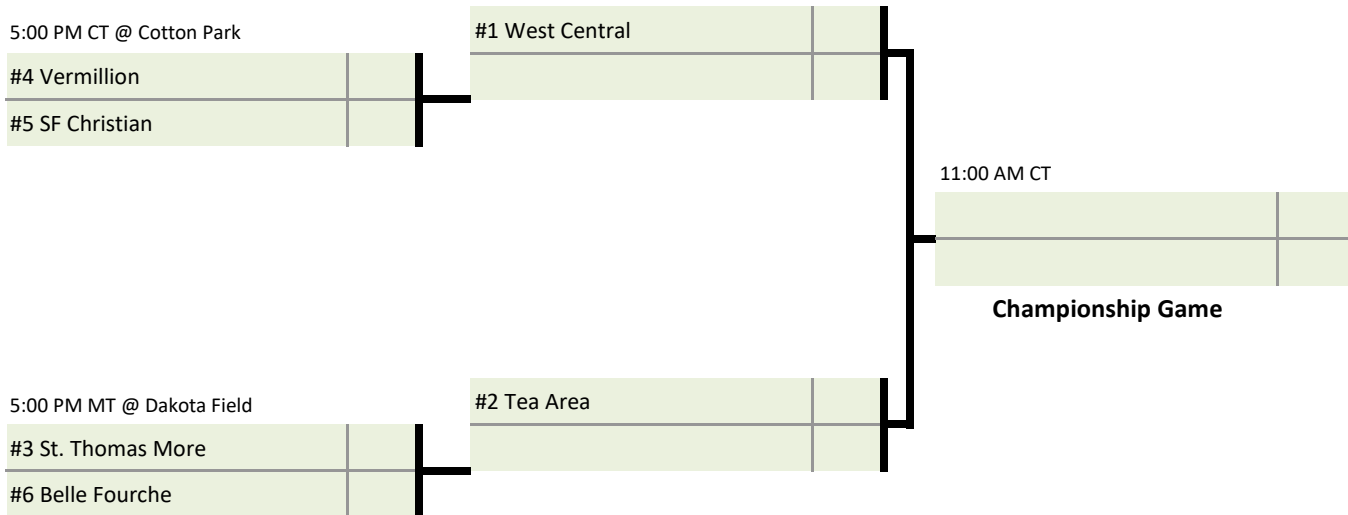 5:00 PM CT @ Cotton Park
#4 Vermillion
#5 SF Christian
#1 West Central
11:00 AM CT
Championship Game
5:00 PM MT @ Dakota Field
#3 St. Thomas More
#6 Belle Fourche
#2 Tea Area